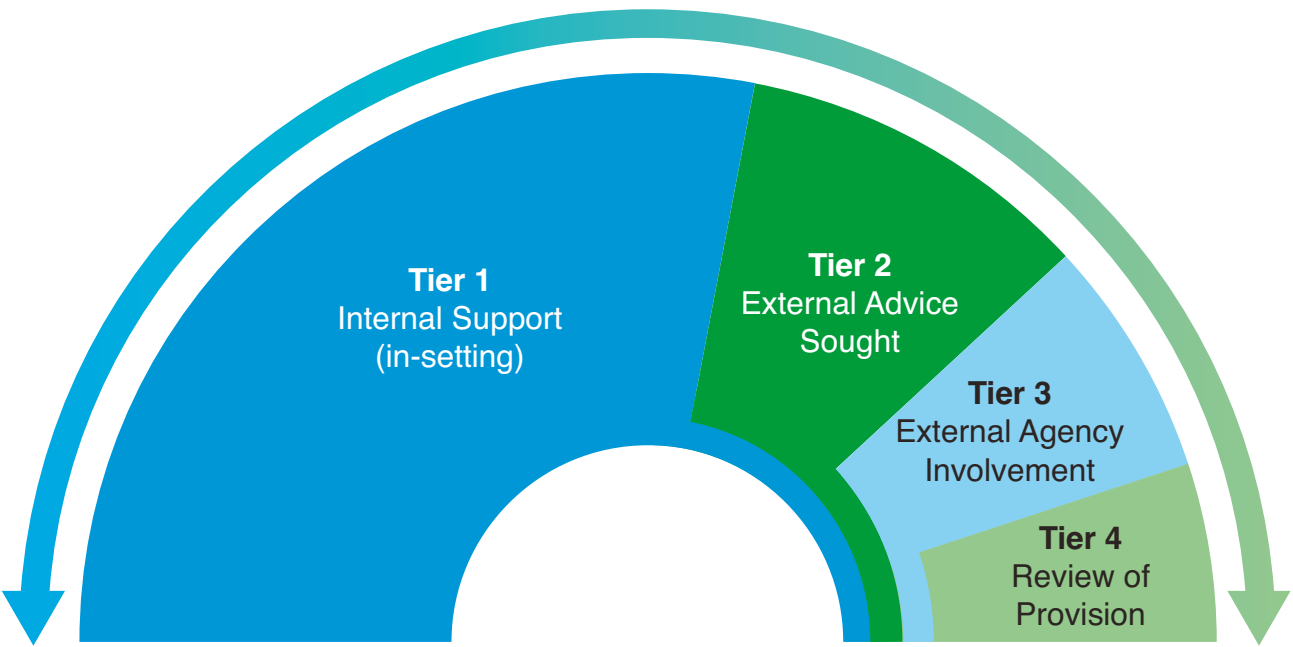 Tier 1
Internal Support
(in-setting)
Tier 2
External Advice
Sought
Tier 3
External Agency
Involvement
Tier 4
Review of
Provision